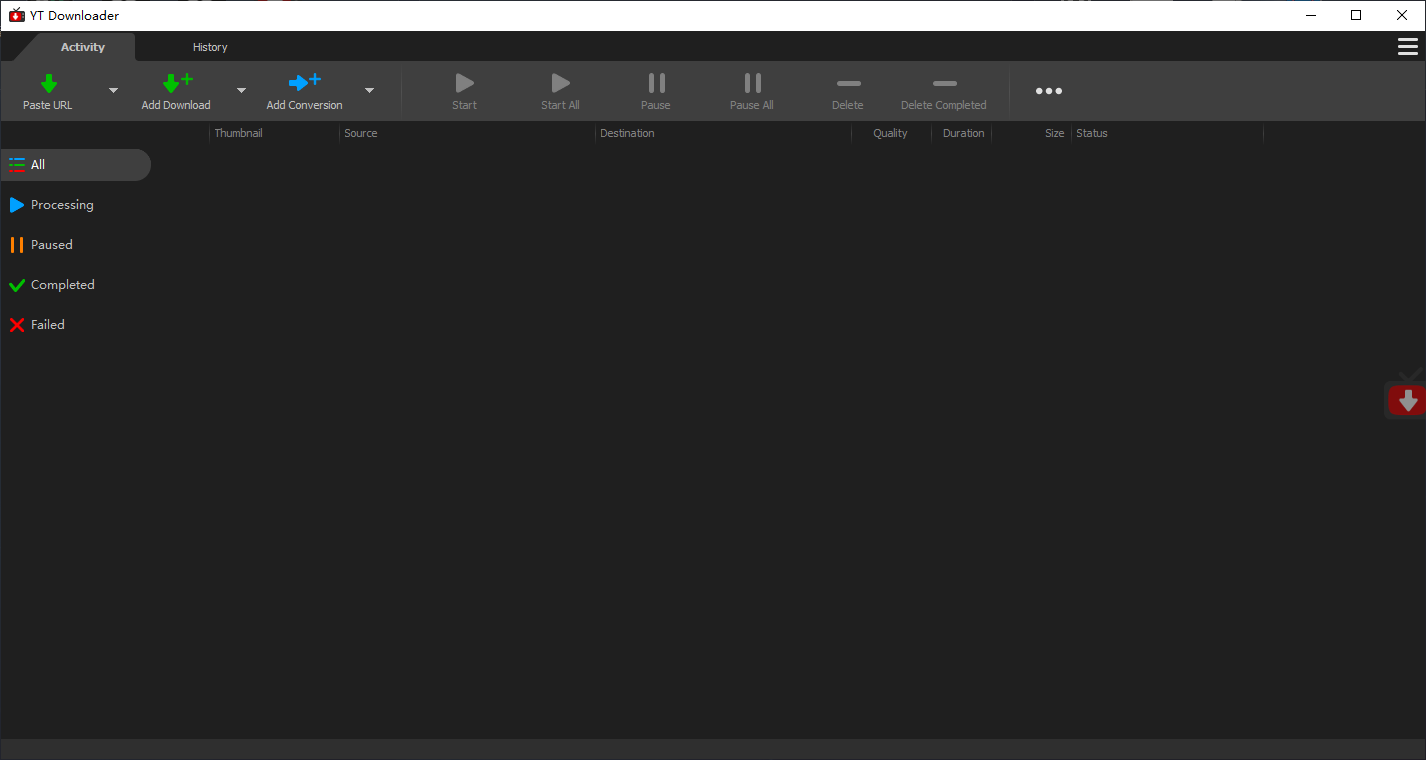 YT Downloader
Activity History
Paste URL Add Download Add Conversion Start Start All Pause Pause All Delete Delete Completed
Thumbnail Source Destination Quality Duration Size Status
All
Processing
Paused
Completed
Failed